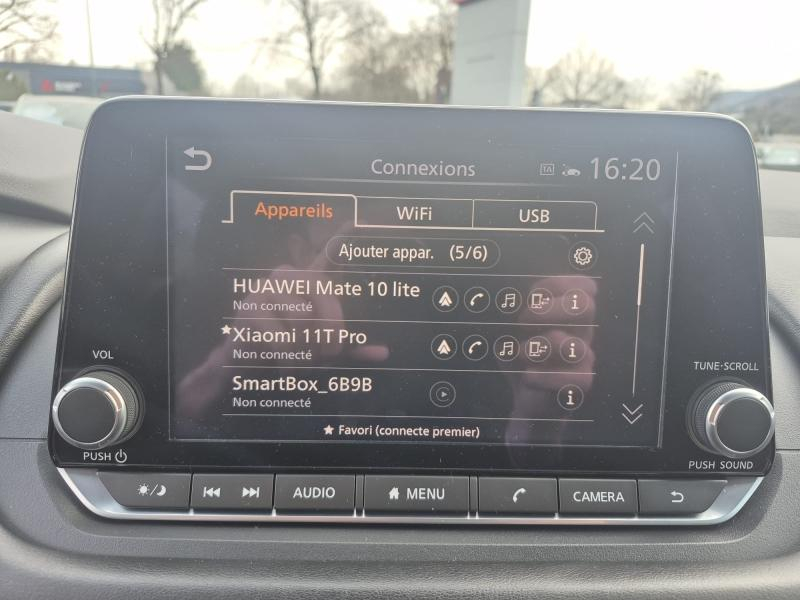 Connexions 1A 16:20
Appareils WiFi USB
Ajouter appar. (5/6)
HUAWEI Mate 10 lite
Non connecté
Xiaomi 11T Pro
Non connecté
SmartBox_6B9B
Non connecté
Favori (connecte premier)
VOL
PUSH
TUNE·SCROLL
PUSH SOUND
AUDIO MENU CAMERA